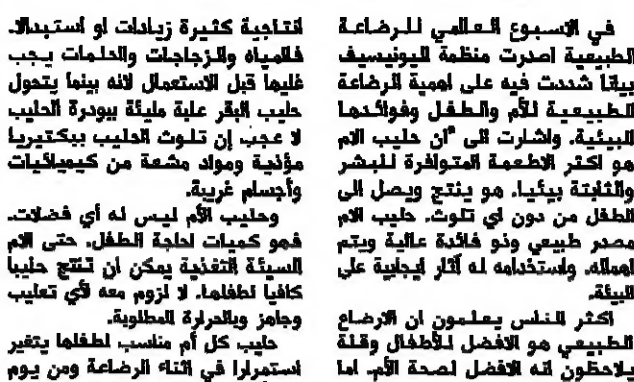 في الاسبوع العالمي للرضاعة
الطبيعية اصدرت منظمة اليونيسيف
بيانا شددت فيه على اهمية الرضاعة
الطبيعية للأم والطفل وفوائدها
البيئية. واشارت الى "ان حليب الام
هو اكثر الاطعمة المتوافرة للبشر
والثابتة بيئيا. هو ينتج ويصل الى
الطفل من دون اي تلوث. حليب الام
مصدر طبيعي وذو فائدة عالية ويتم
اهماله. واستخدامه له آثار ايجابية على
البيئة.
اكثر الناس يعلمون ان الارضاع
الطبيعي هو الافضل للأطفال وقلة
يلاحظون انه الافضل لصحة الأم. اما
انتاجية كثيرة زيادات او استبدالا.
فالمياه والزجاجات والحلمات يجب
غليها قبل الاستعمال لانه بينما يتحول
حليب البقر علبة مليئة ببودرة الحليب
لا عجب إن تلوث الحليب ببكتيريا
مؤذية ومواد مشعة من كيميائيات
وأجسام غريبة.
وحليب الأم ليس له أي فضلات.
فهو كميات لحاجة الطفل. حتى الام
السيئة التغذية يمكن ان تنتج حليبا
كافيا لطفلها. لا لزوم معه لأي تعليب
وجاهز وبالحرارة المطلوبة.
حليب كل أم مناسب لطفلها يتغير
استمرارا في اثناء الرضاعة ومن يوم